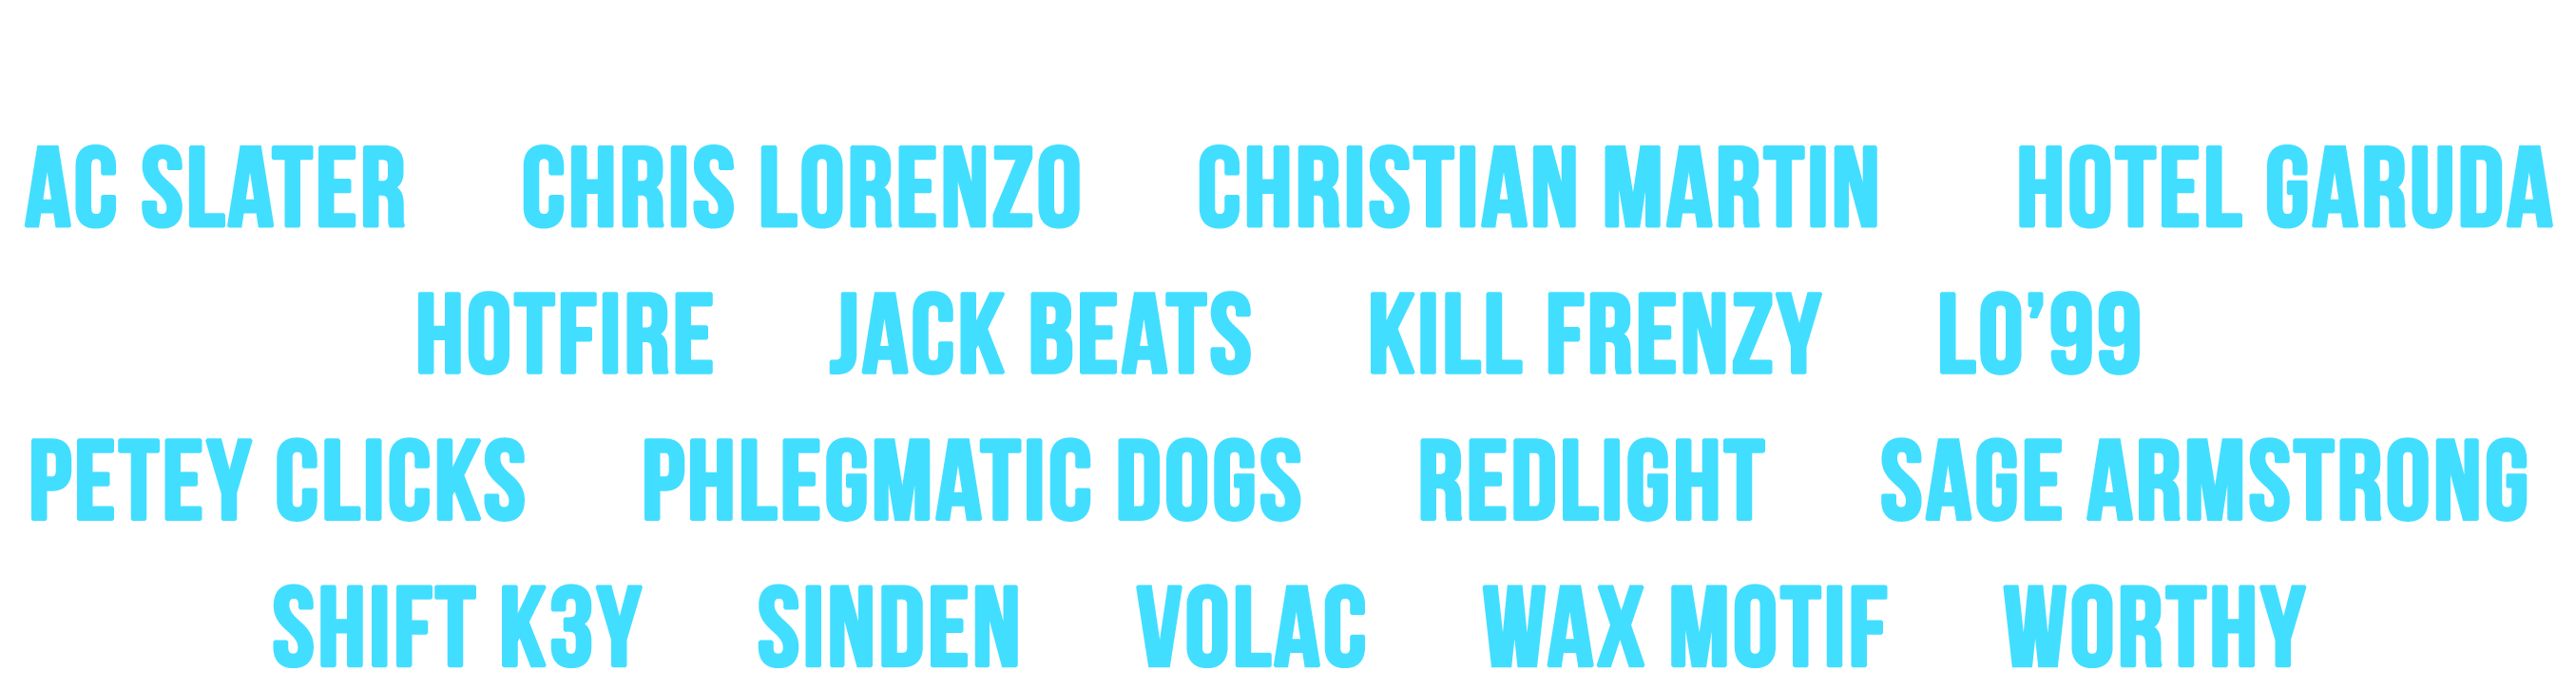 AC SLATER CHRIS LORENZO CHRISTIAN MARTIN HOTEL GARUDA
HOTFIRE JACK BEATS KILL FRENZY LO’99
PETEY CLICKS PHLEGMATIC DOGS REDLIGHT SAGE ARMSTRONG
SHIFT K3Y SINDEN VOLAC WAX MOTIF WORTHY